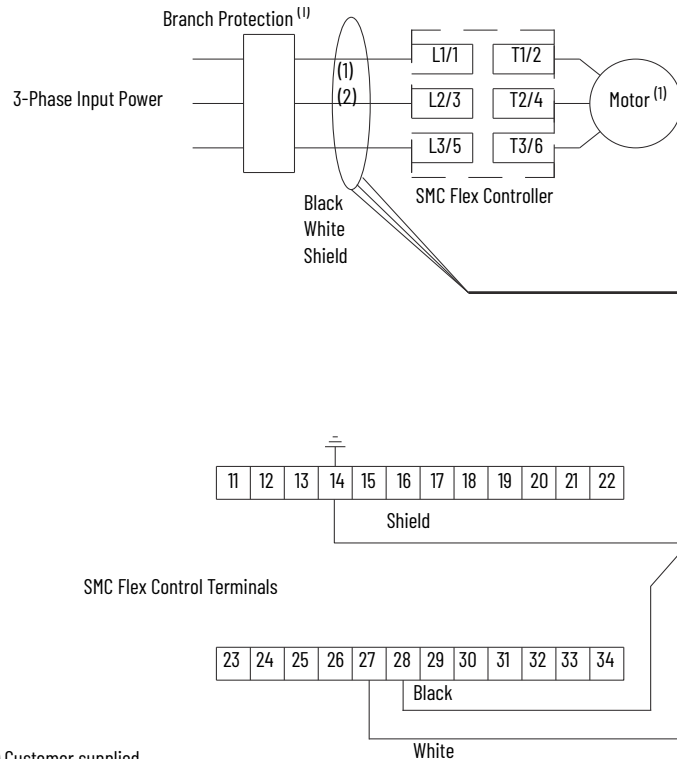 Branch Protection (1)
3-Phase Input Power
(1)
(2)
L1/1 T1/2
L2/3 T2/4
L3/5 T3/6
Motor (1)
SMC Flex Controller
Black
White
Shield
11 12 13 14 15 16 17 18 19 20 21 22
Shield
SMC Flex Control Terminals
23 24 25 26 27 28 29 30 31 32 33 34
Black
White
Customer supplied